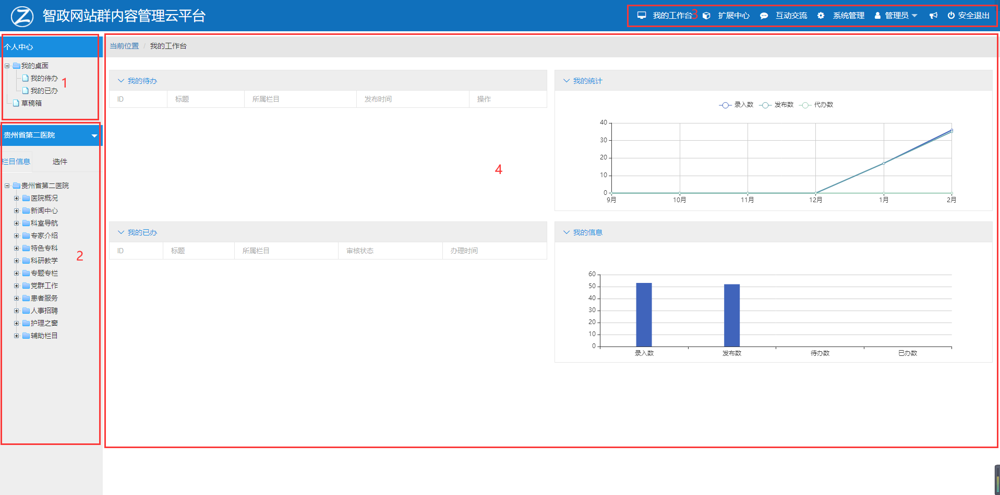 智政网站群内容管理云平台
我的工作台 扩展中心 互动交流 系统管理 管理员 安全退出
3
个人中心
我的桌面
我的待办
我的已办
草稿箱
1
贵州省第二医院
栏目信息 选件
贵州省第二医院
医院概况
新闻中心
科室导航
专家介绍
特色专科
科研教学
专题专栏
党群工作
患者服务
人事招聘
护理之窗
辅助栏目
2
当前位置 / 我的工作台
我的待办
ID 标题 所属栏目 发布时间 操作
4
我的统计
录入数 发布数 代办数
40
30
20
10
0
9月 10月 11月 12月 1月 2月
我的已办
ID 标题 所属栏目 审核状态 办理时间
我的信息
60
50
40
30
20
10
0
录入数 发布数 待办数 已办数